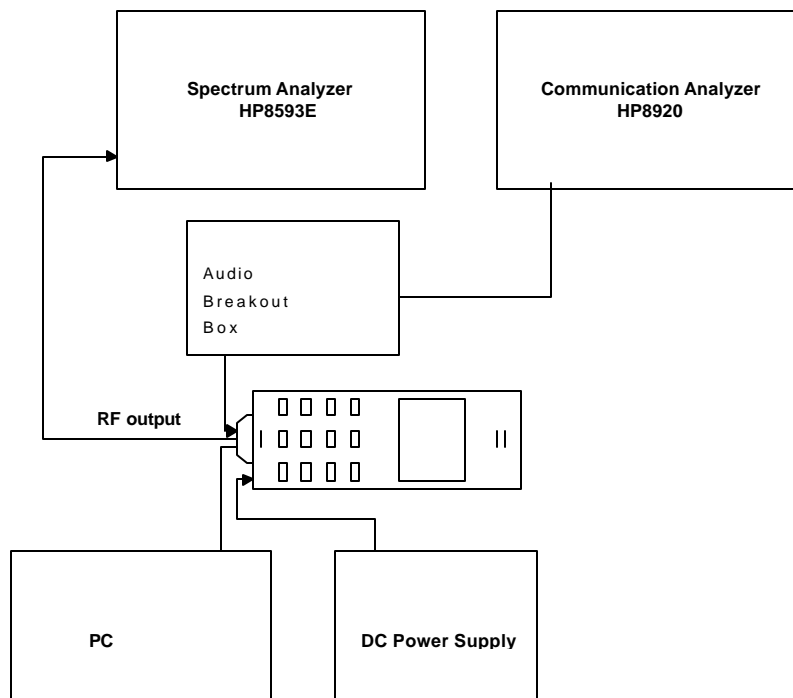 Spectrum Analyzer
HP8593E
Communication Analyzer
HP8920
Audio
Breakout
Box
RF output
PC
DC Power Supply